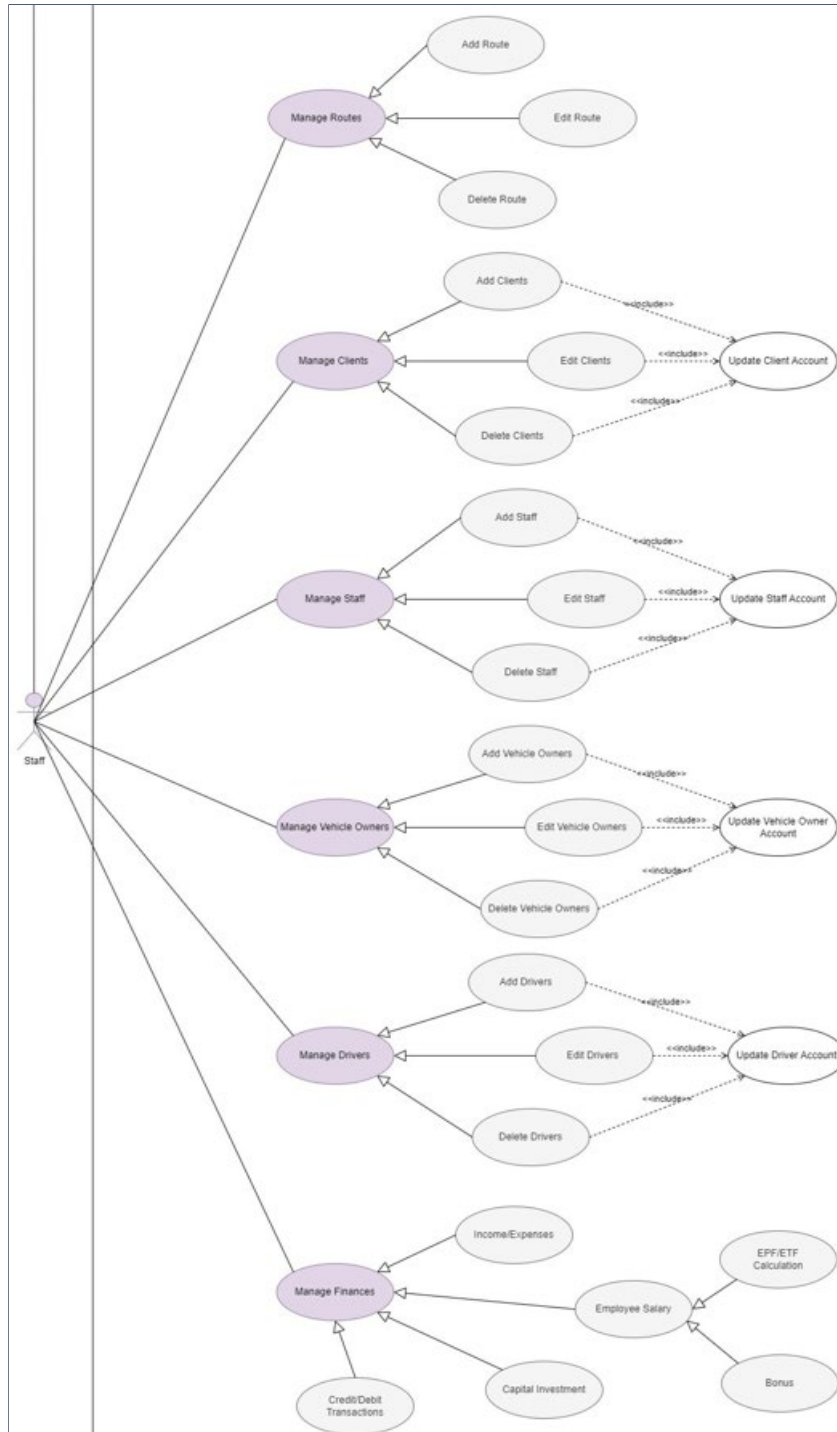 Add Route
Manage Routes
Edit Route
Delete Route
Add Clients
<<include>>
Manage Clients
Edit Clients
<<include>>
Update Client Account
<<include>>
Delete Clients
Add Staff
<<include>>
Manage Staff
Edit Staff
<<include>>
Update Staff Account
<<include>>
Delete Staff
Staff
Add Vehicle Owners
<<include>>
Manage Vehicle Owners
Edit Vehicle Owners
<<include>>
Update Vehicle Owner
Account
<<include>>
Delete Vehicle Owners
Add Drivers
<<include>>
Manage Drivers
Edit Drivers
<<include>>
Update Driver Account
<<include>>
Delete Drivers
Income/Expenses
EPF/ETF
Calculation
Manage Finances
Employee Salary
Credit/Debit
Transactions
Capital Investment
Bonus